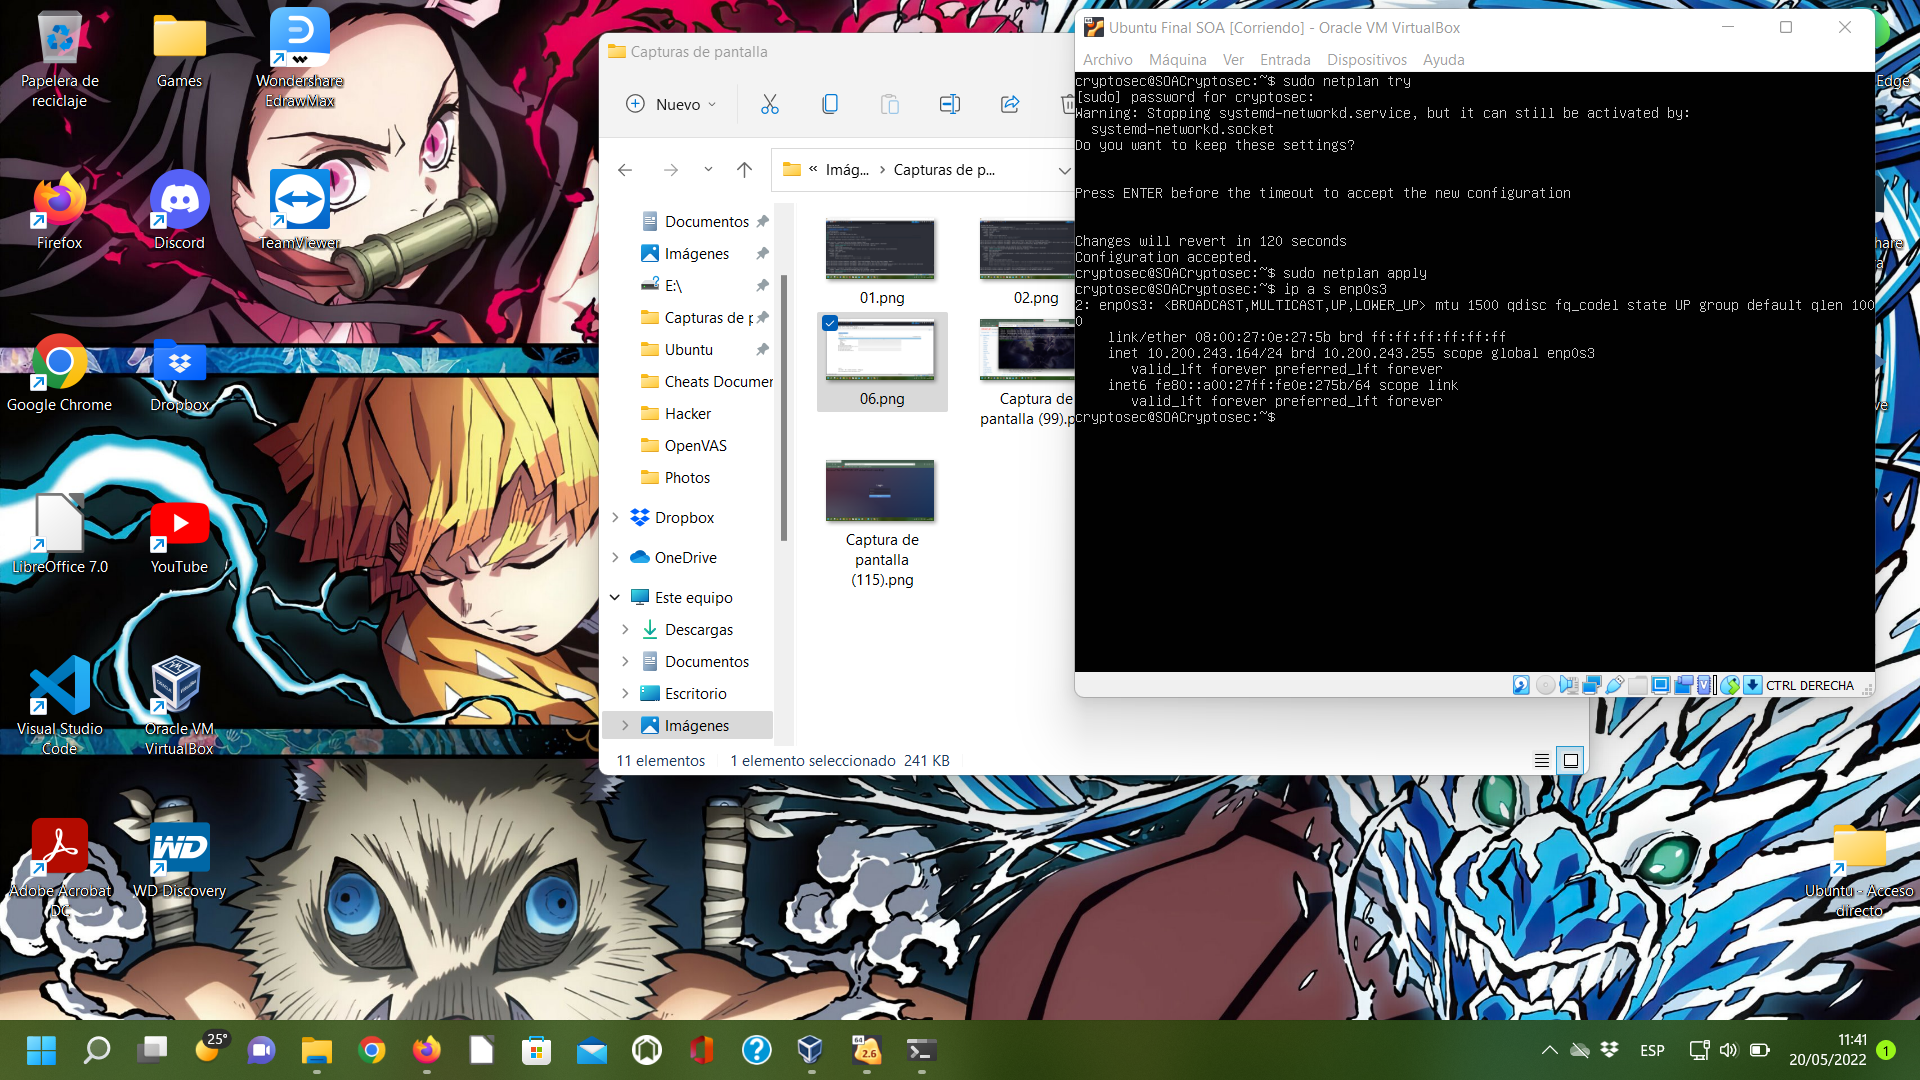 Papelera de
reciclaje
Games
Wondershare
EdrawMax
Firefox
Discord
TeamViewer
Google Chrome
Dropbox
LibreOffice 7.0
YouTube
Visual Studio
Code
Oracle VM
VirtualBox
Adobe Acrobat
DC
WD
WD Discovery
Capturas de pantalla
Nuevo
« Imág... > Capturas de p...
Documentos
Imágenes
E:\
Capturas de p
Ubuntu
Cheats Documen
Hacker
OpenVAS
Photos
Dropbox
OneDrive
Este equipo
Descargas
Documentos
Escritorio
Imágenes
01.png
02.png
06.png
Captura de
pantalla (99).p
Captura de
pantalla
(115).png
11 elementos
1 elemento seleccionado 241 KB
Ubuntu Final SOA [Corriendo] - Oracle VM VirtualBox
Archivo Máquina Ver Entrada Dispositivos Ayuda
cryptosec@SOACryptosec:~$ sudo netplan try
[sudo] password for cryptosec:
Warning: Stopping systemd-networkd.service, but it can still be activated by:
systemd-networkd.socket
Do you want to keep these settings?
Press ENTER before the timeout to accept the new configuration
Changes will revert in 120 seconds
Configuration accepted.
cryptosec@SOACryptosec:~$ sudo netplan apply
cryptosec@SOACryptosec:~$ ip a s enp0s3
2: enp0s3: <BROADCAST,MULTICAST,UP,LOWER_UP> mtu 1500 qdisc fq_codel state UP group default qlen 100
0
link/ether 08:00:27:0e:27:5b brd ff:ff:ff:ff:ff:ff
inet 10.200.243.164/24 brd 10.200.243.255 scope global enp0s3
valid_lft forever preferred_lft forever
inet6 fe80::a00:27ff:fe0e:275b/64 scope link
valid_lft forever preferred_lft forever
cryptosec@SOACryptosec:~$
CTRL DERECHA
Edge
hare
ra
ve
Ubuntu - Acceso
directo
25°
64
2.6
ESP
11:41
20/05/2022
1